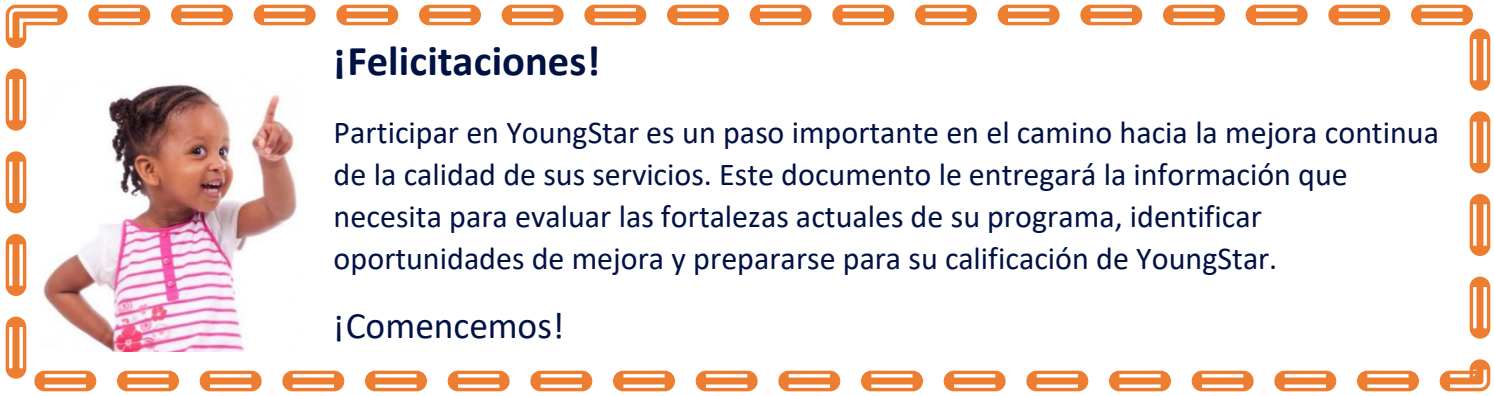 ¡Felicitaciones!
Participar en YoungStar es un paso importante en el camino hacia la mejora continua
de la calidad de sus servicios. Este documento le entregará la información que
necesita para evaluar las fortalezas actuales de su programa, identificar
oportunidades de mejora y prepararse para su calificación de YoungStar.
¡Comencemos!